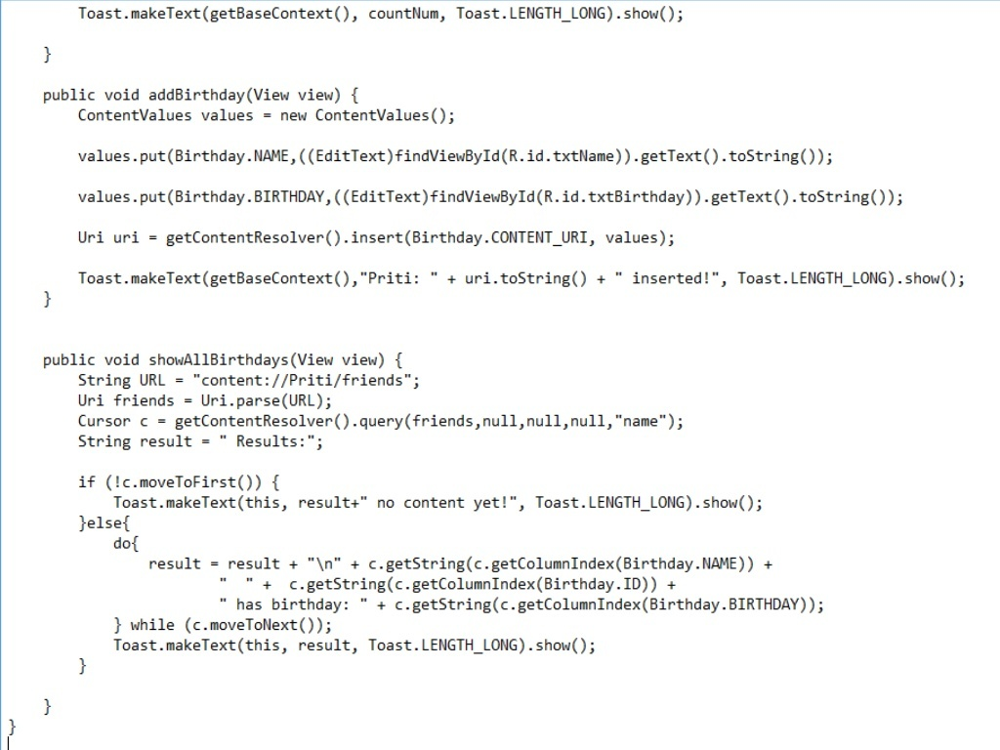 Toast.makeText(getBaseContext(), countNum, Toast.LENGTH_LONG).show();

    }

    public void addBirthday(View view) {
        ContentValues values = new ContentValues();

        values.put(Birthday.NAME,((EditText)findViewById(R.id.txtName)).getText().toString());

        values.put(Birthday.BIRTHDAY,((EditText)findViewById(R.id.txtBirthday)).getText().toString());

        Uri uri = getContentResolver().insert(Birthday.CONTENT_URI, values);

        Toast.makeText(getBaseContext(),"Priti: " + uri.toString() + " inserted!", Toast.LENGTH_LONG).show();
    }


    public void showAllBirthdays(View view) {
        String URL = "content://Priti/friends";
        Uri friends = Uri.parse(URL);
        Cursor c = getContentResolver().query(friends,null,null,null,"name");
        String result = " Results:";

        if (!c.moveToFirst()) {
            Toast.makeText(this, result+" no content yet!", Toast.LENGTH_LONG).show();
        }else{
            do{
                result = result + "\n" + c.getString(c.getColumnIndex(Birthday.NAME)) +
                        "  " +  c.getString(c.getColumnIndex(Birthday.ID)) +
                        " has birthday: " + c.getString(c.getColumnIndex(Birthday.BIRTHDAY));
            } while (c.moveToNext());
            Toast.makeText(this, result, Toast.LENGTH_LONG).show();
        }

    }
}